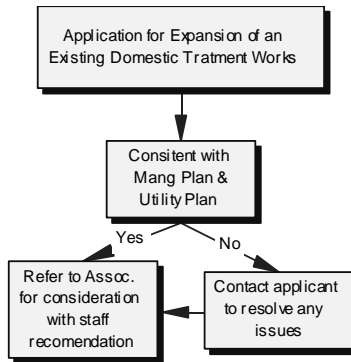 Application for Expansion of an
Existing Domestic Tratment Works
Consitent with
Mang Plan &
Utility Plan
Yes
No
Refer to Assoc.
for consideration
with staff
recomendation
Contact applicant
to resolve any
issues